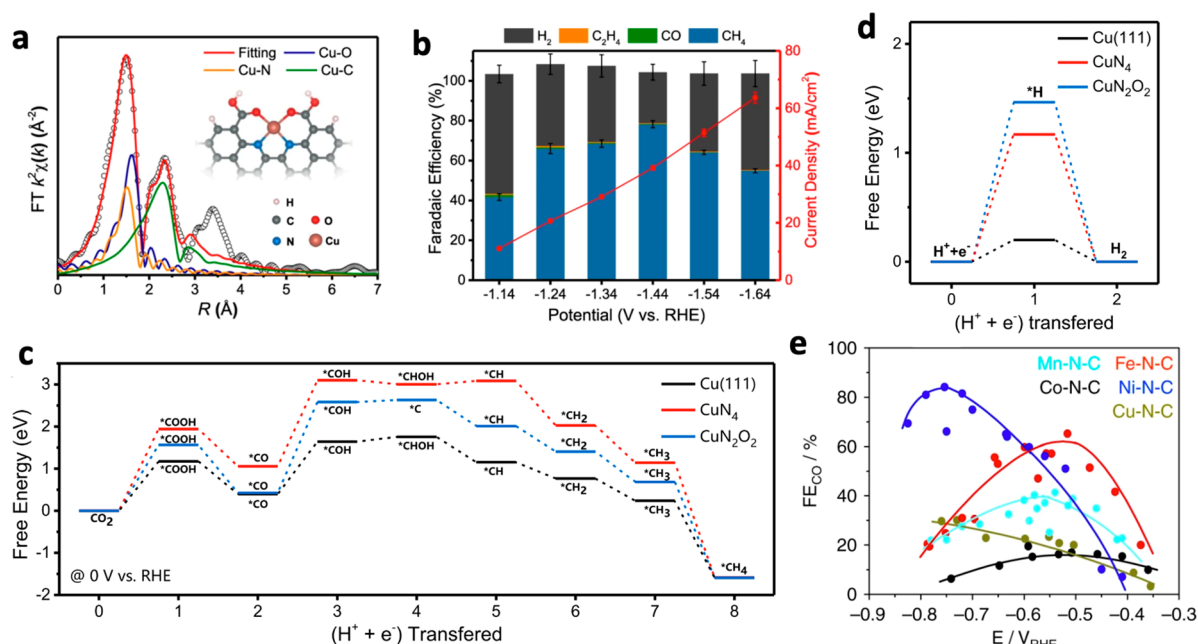 a
Fitting
Cu-O
Cu-N
Cu-C
FT k²χ(k) (Å⁻²)
H
C
O
N
Cu
0 1 2 3 4 5 6 7
R (Å)
b
H₂ C₂H₄ CO CH₄
Faradaic Efficiency (%)
100
80
60
40
20
0
80
60
40
20
0
Current Density (mA/cm²)
-1.14 -1.24 -1.34 -1.44 -1.54 -1.64
Potential (V vs. RHE)
d
Cu(111)
CuN₄
CuN₂O₂
Free Energy (eV)
2
1
0
*H
H⁺+e⁻
H₂
0 1 2
(H⁺ + e⁻) transfered
c
Cu(111)
CuN₄
CuN₂O₂
Free Energy (eV)
3
2
1
0
-1
-2
CO₂
*COOH
*COOH
*COOH
*CO
*CO
*CO
*COH
*COH
*COH
*CHOH
*C
*CHOH
*CH
*CH
*CH
*CH₂
*CH₂
*CH₂
*CH₃
*CH₃
*CH₃
*CH₄
@ 0 V vs. RHE
0 1 2 3 4 5 6 7 8
(H⁺ + e⁻) Transfered
e
Mn-N-C Fe-N-C
Co-N-C Ni-N-C
Cu-N-C
FE_CO / %
100
80
60
40
20
0
–0.9 –0.8 –0.7 –0.6 –0.5 –0.4 –0.3
E / V_RHE